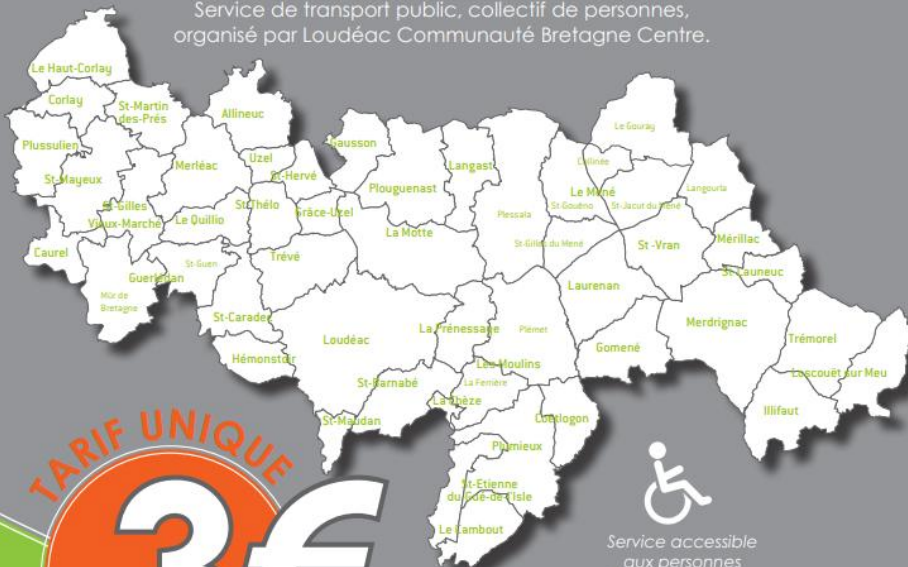 Service de transport public, collectif de personnes,
organisé par Loudéac Communauté Bretagne Centre.
Le Haut-Corlay
Corlay
St-Martin
des-Prés
Allineuc
Le Gouray
Plussulien
Gausson
Merléac
Uzel
Langast
Collinée
St-Mayeux
St-Hervé
Plouguenast
Le Mené
Langourla
St-Gilles
Vieux-Marché
Le Quillio
St-Thélo
Grâce-Uzel
Plessala
St-Gouéno
St-Jacut du Mené
La Motte
St-Gilles du Mené
St -Vran
Mérillac
Caurel
St-Guen
Trévé
St-Launeuc
Guerlédan
Laurenan
Mûr de
Bretagne
St-Caradec
Loudéac
La Prénessaye
Plémet
Merdrignac
Trémorel
Hémonstoir
Les Moulins
Gomené
Loscouët sur Meu
St-Barnabé
La Ferrière
La Chèze
Illifaut
St-Maudan
Coëtlogon
Plumieux
TARIF UNIQUE
3€
St-Etienne
du Gué-de-l'Isle
Le Cambout
Service accessible
aux personnes